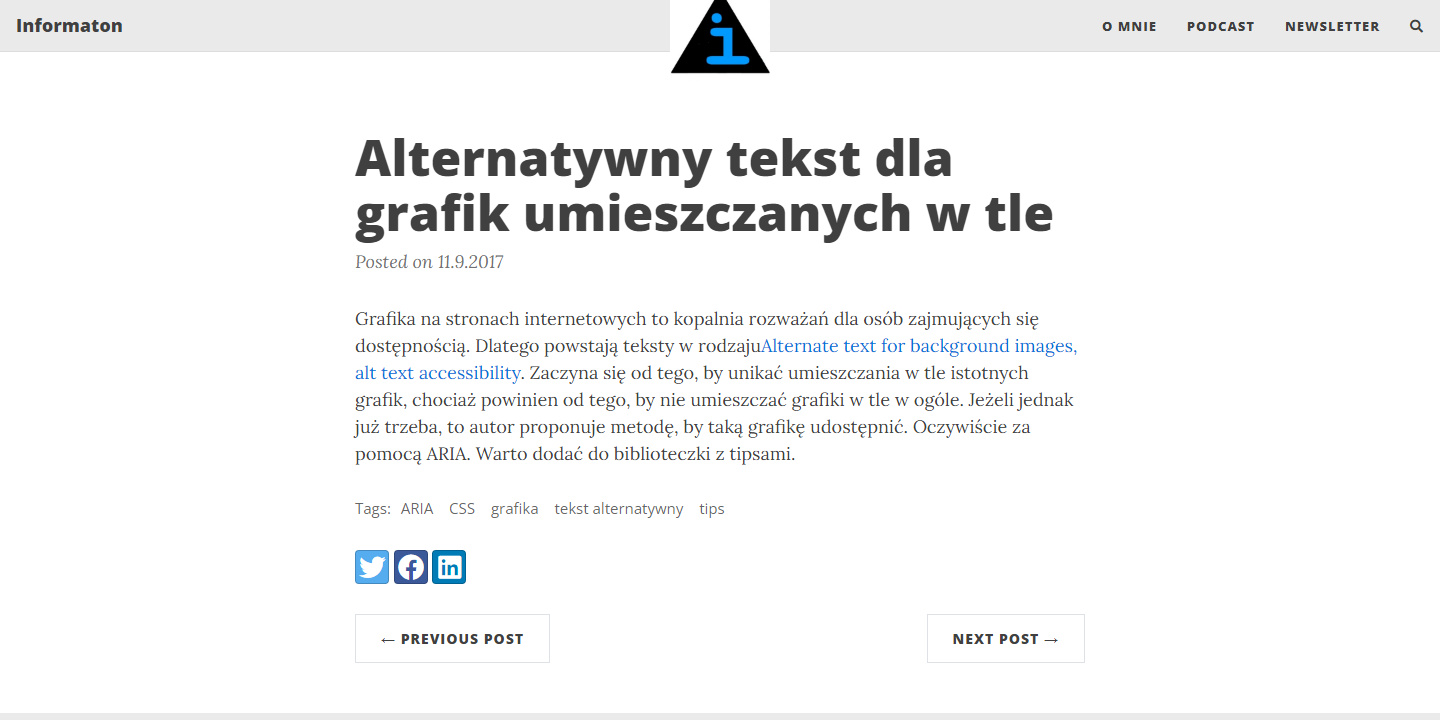 Informaton
i
O MNIE
PODCAST
NEWSLETTER
Alternatywny tekst dla
grafik umieszczanych w tle
Posted on 11.9.2017
Grafika na stronach internetowych to kopalnia rozważań dla osób zajmujących się
dostępnością. Dlatego powstają teksty w rodzajuAlternate text for background images,
alt text accessibility. Zaczyna się od tego, by unikać umieszczania w tle istotnych
grafik, chociaż powinien od tego, by nie umieszczać grafiki w tle w ogóle. Jeżeli jednak
już trzeba, to autor proponuje metodę, by taką grafikę udostępnić. Oczywiście za
pomocą ARIA. Warto dodać do biblioteczki z tipsami.
Tags: ARIA CSS grafika tekst alternatywny tips
← PREVIOUS POST
NEXT POST →